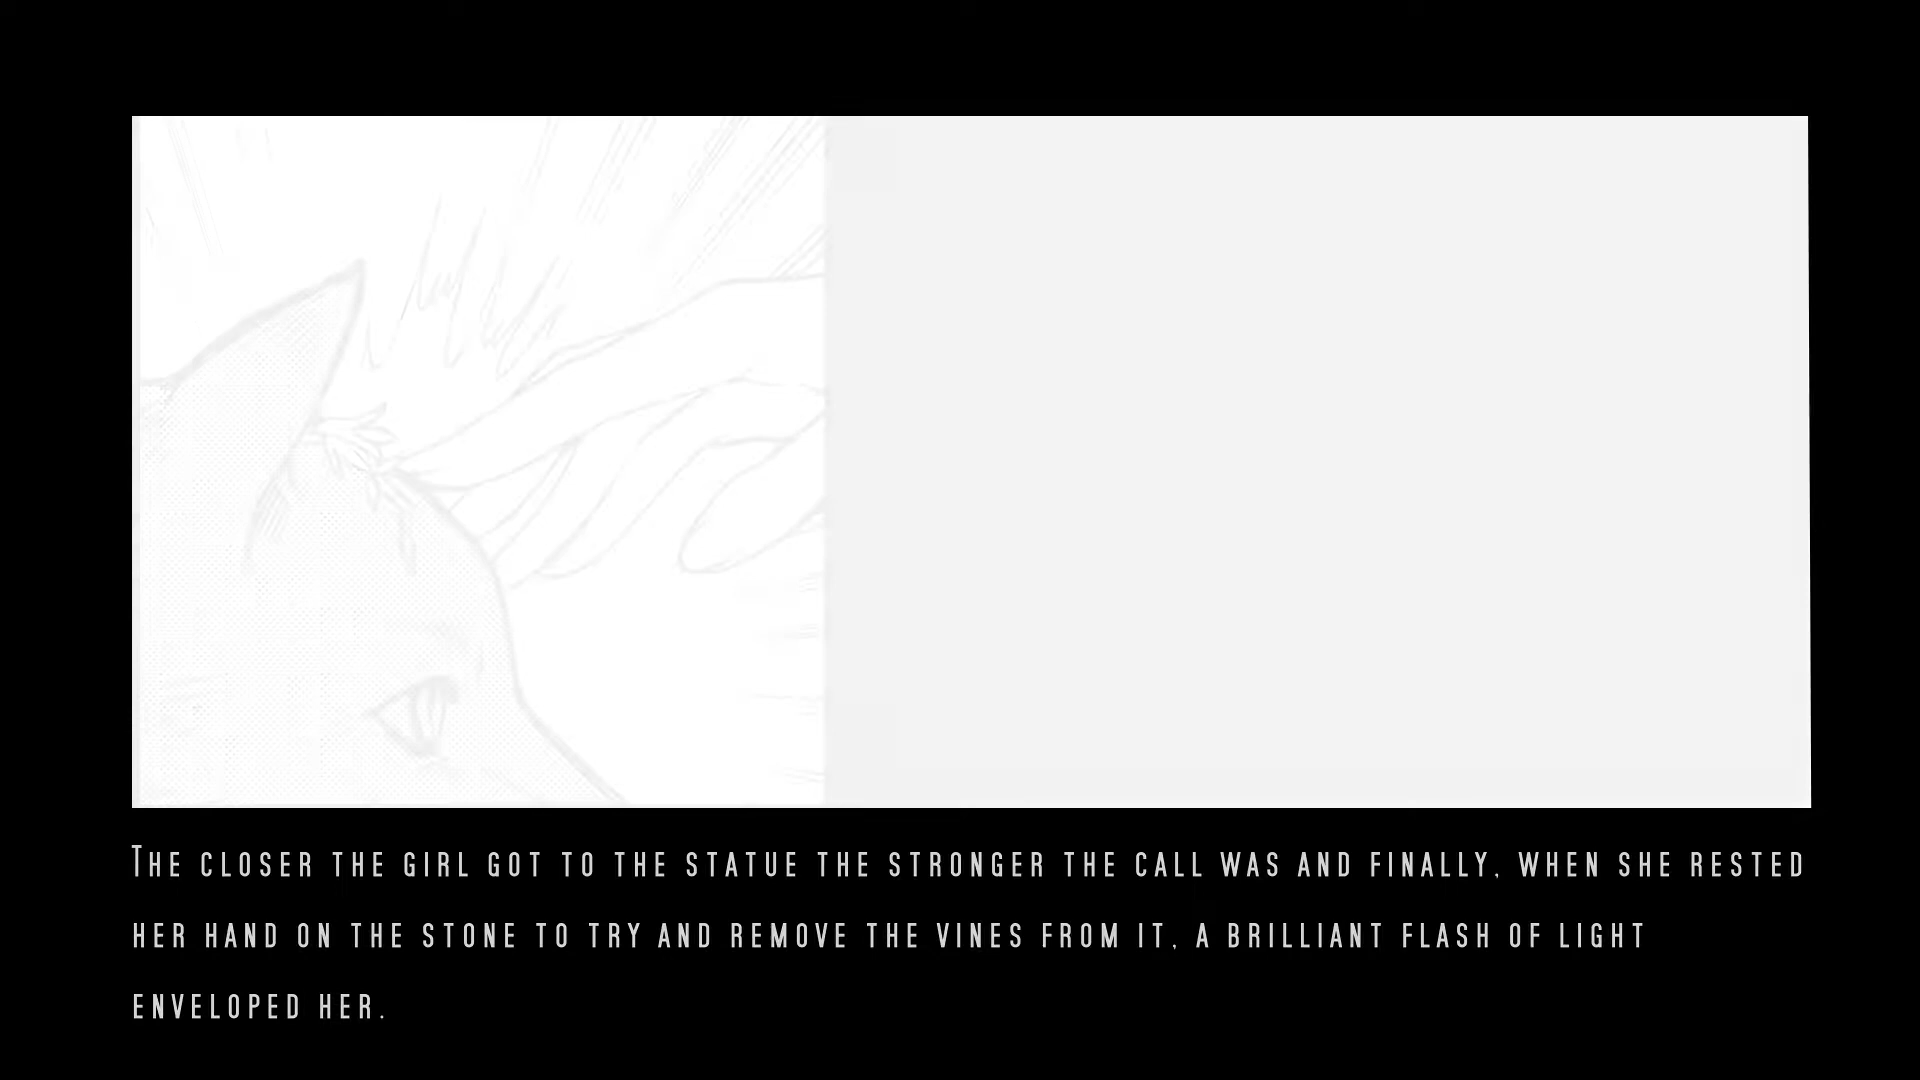 The closer the girl got to the statue the stronger the call was and finally, when she rested
her hand on the stone to try and remove the vines from it, a brilliant flash of light
enveloped her.